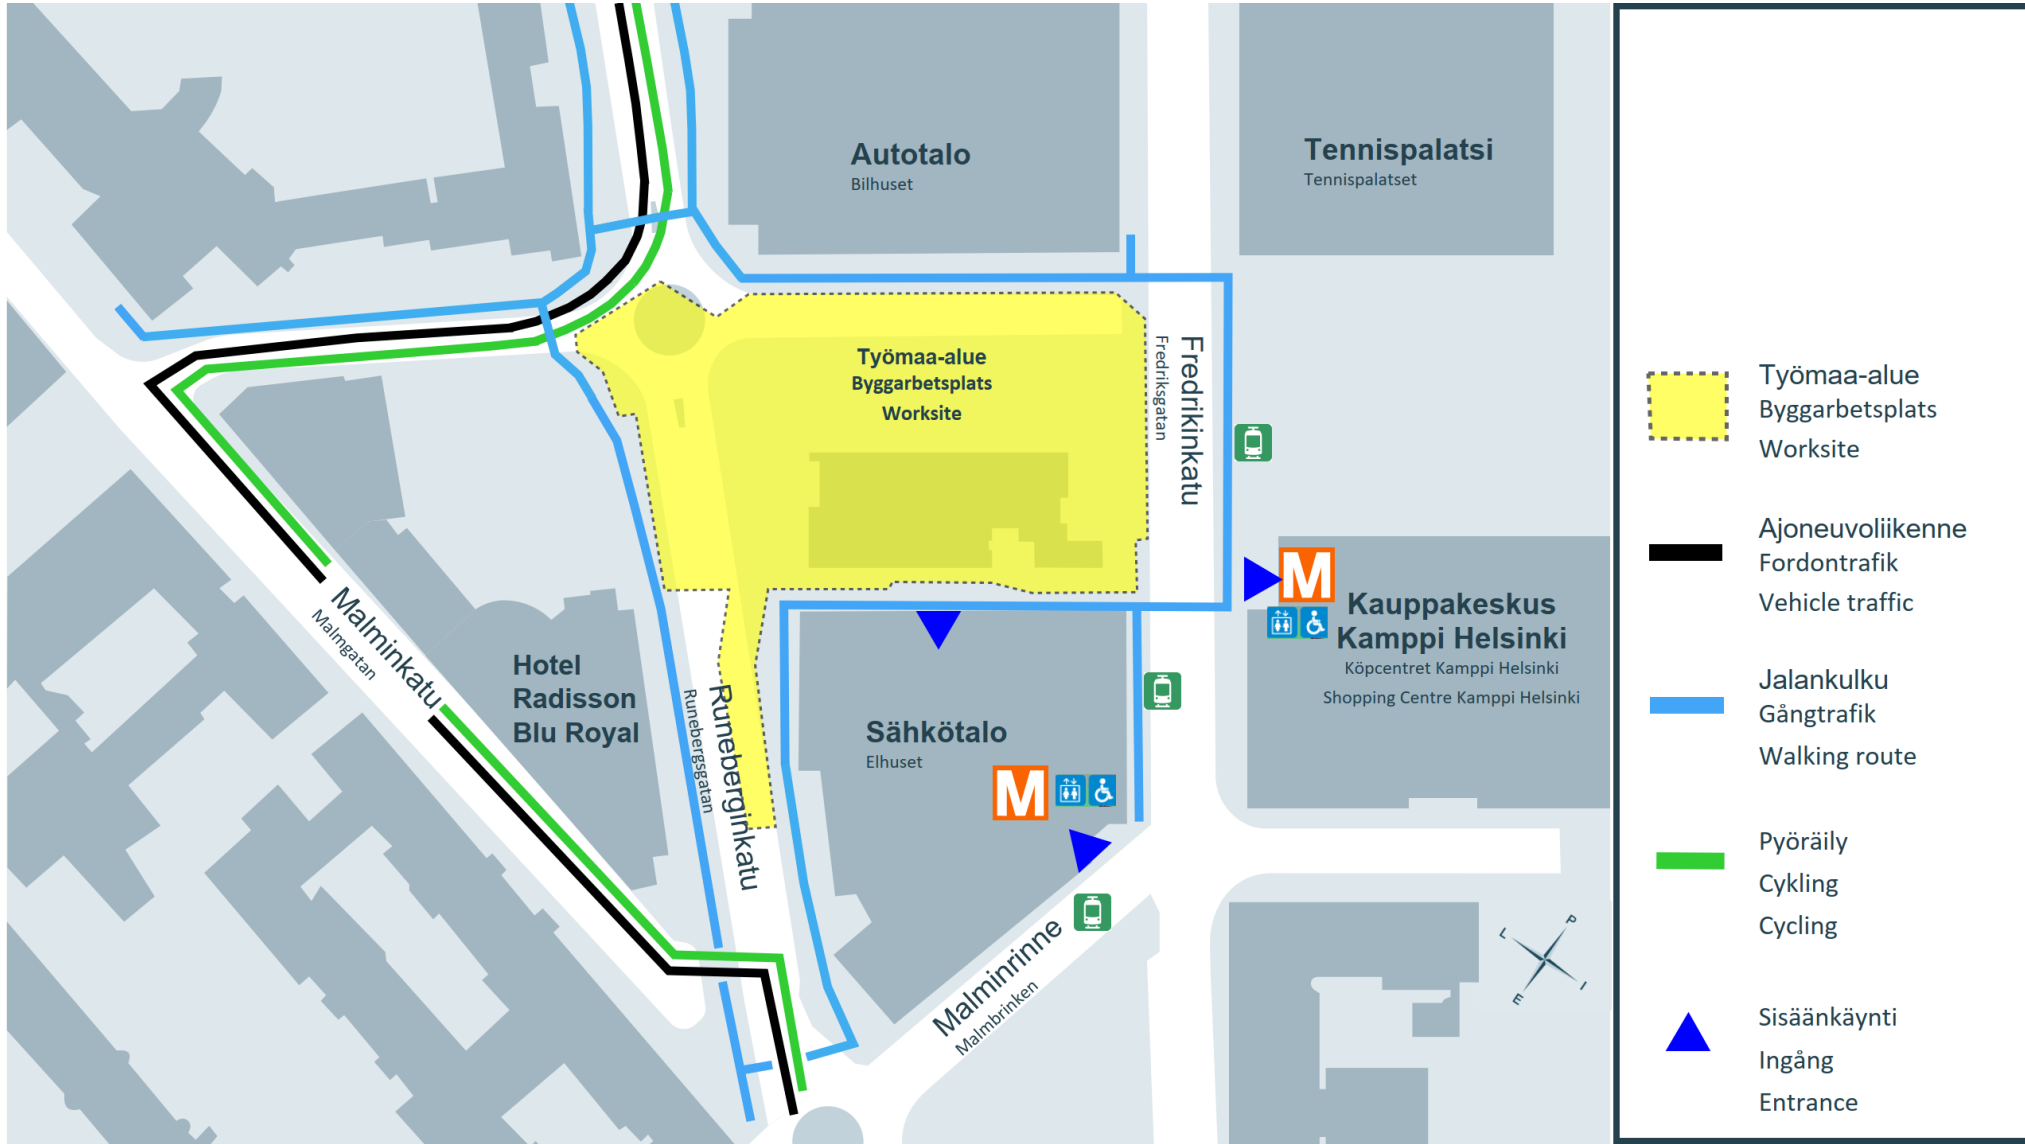 Autotalo
Bilhuset
Tennispalatsi
Tennispalatset
Työmaa-alue
Byggarbetsplats
Worksite
Fredrikinkatu
Fredriksgatan
M
Kauppakeskus
Kamppi Helsinki
Köpcentret Kamppi Helsinki
Shopping Centre Kamppi Helsinki
Malminkatu
Malmgatan
Hotel
Radisson
Blu Royal
Runeberginkatu
Runebergsgatan
Sähkötalo
Elhuset
M
Malminrinne
Malmbrinken
P
L
I
E
Työmaa-alue
Byggarbetsplats
Worksite
Ajoneuvoliikenne
Fordontrafik
Vehicle traffic
Jalankulku
Gångtrafik
Walking route
Pyöräily
Cykling
Cycling
Sisäänkäynti
Ingång
Entrance